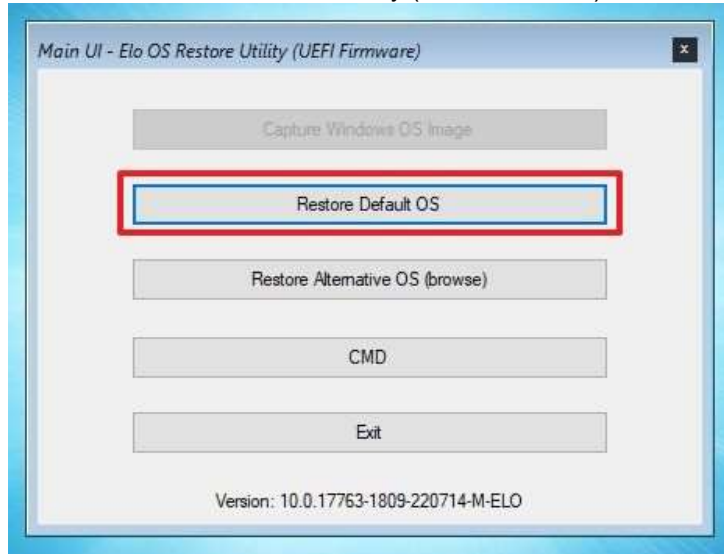 Main UI - Elo OS Restore Utility (UEFI Firmware)
x
Capture Windows OS Image
Restore Default OS
Restore Alternative OS (browse)
CMD
Exit
Version: 10.0.17763-1809-220714-M-ELO